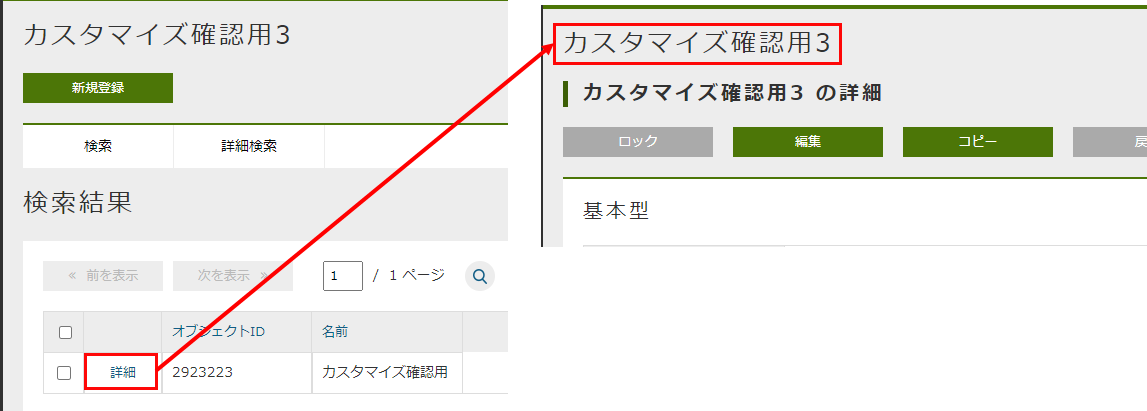 カスタマイズ確認用3
新規登録
検索 詳細検索
検索結果
« 前を表示 次を表示 » 1 / 1 ページ
オブジェクトID 名前
詳細 2923223 カスタマイズ確認用
カスタマイズ確認用3
カスタマイズ確認用3 の詳細
ロック 編集 コピー 戻
基本型